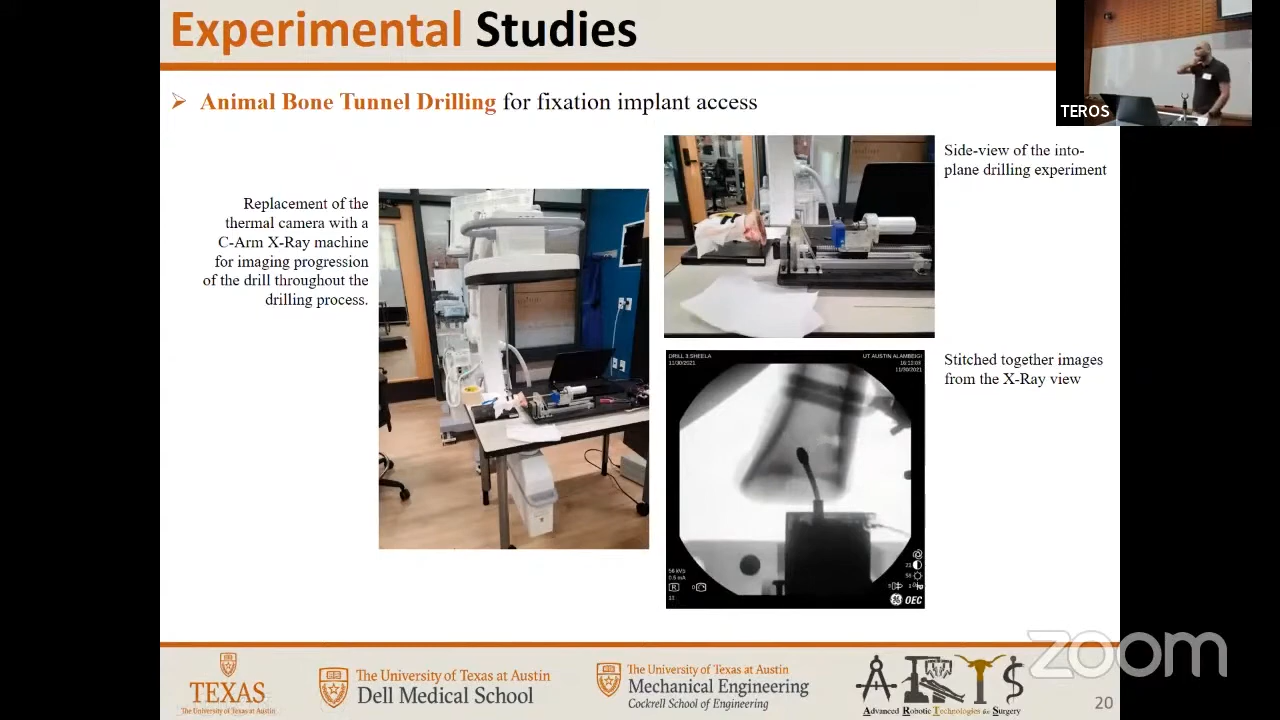 Experimental Studies
TEROS
➢ Animal Bone Tunnel Drilling for fixation implant access
Replacement of the
thermal camera with a
C-Arm X-Ray machine
for imaging progression
of the drill throughout the
drilling process.
Side-view of the into-
plane drilling experiment
DRILL 3.SHEELA
11/30/2021
UT AUSTIN ALAMBEIGI
11/30/2021
56 kVp
0.5 mA
R
OEC
Stitched together images
from the X-Ray view
TEXAS
The University of Texas at Austin
The University of Texas at Austin
Dell Medical School
The University of Texas at Austin
Mechanical Engineering
Cockrell School of Engineering
ARTS
Advanced Robotic Technologies for Surgery
zoom
20